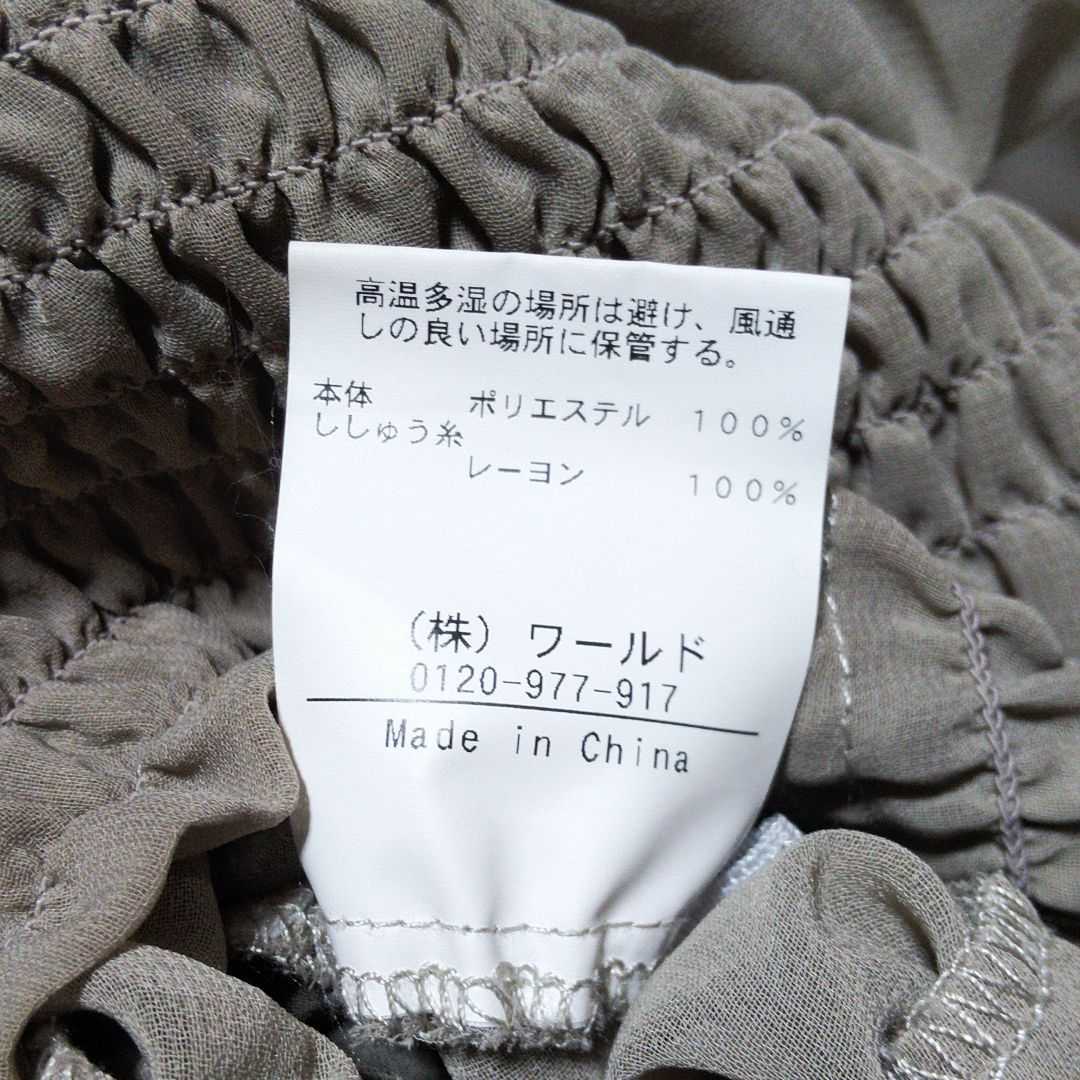 高温多湿の場所は避け、風通
しの良い場所に保管する。
本体 ポリエステル 100%
ししゅう糸
レーヨン 100%
(株) ワールド
0120-977-917
Made in China